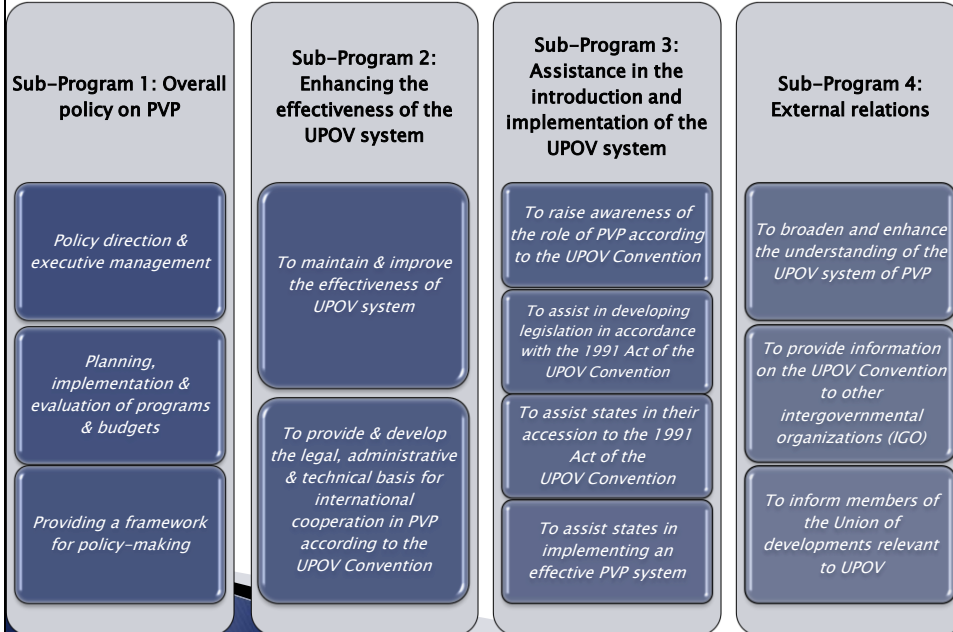 Sub-Program 1: Overall
policy on PVP
Policy direction &
executive management
Planning,
implementation &
evaluation of programs
& budgets
Providing a framework
for policy-making
Sub-Program 2:
Enhancing the
effectiveness of the
UPOV system
To maintain & improve
the effectiveness of
UPOV system
To provide & develop
the legal, administrative
& technical basis for
international
cooperation in PVP
according to the
UPOV Convention
Sub-Program 3:
Assistance in the
introduction and
implementation of the
UPOV system
To raise awareness of
the role of PVP according
to the UPOV Convention
To assist in developing
legislation in accordance
with the 1991 Act of the
UPOV Convention
To assist states in their
accession to the 1991
Act of the
UPOV Convention
To assist states in
implementing an
effective PVP system
Sub-Program 4:
External relations
To broaden and enhance
the understanding of the
UPOV system of PVP
To provide information
on the UPOV Convention
to other
intergovernmental
organizations (IGO)
To inform members of
the Union of
developments relevant
to UPOV